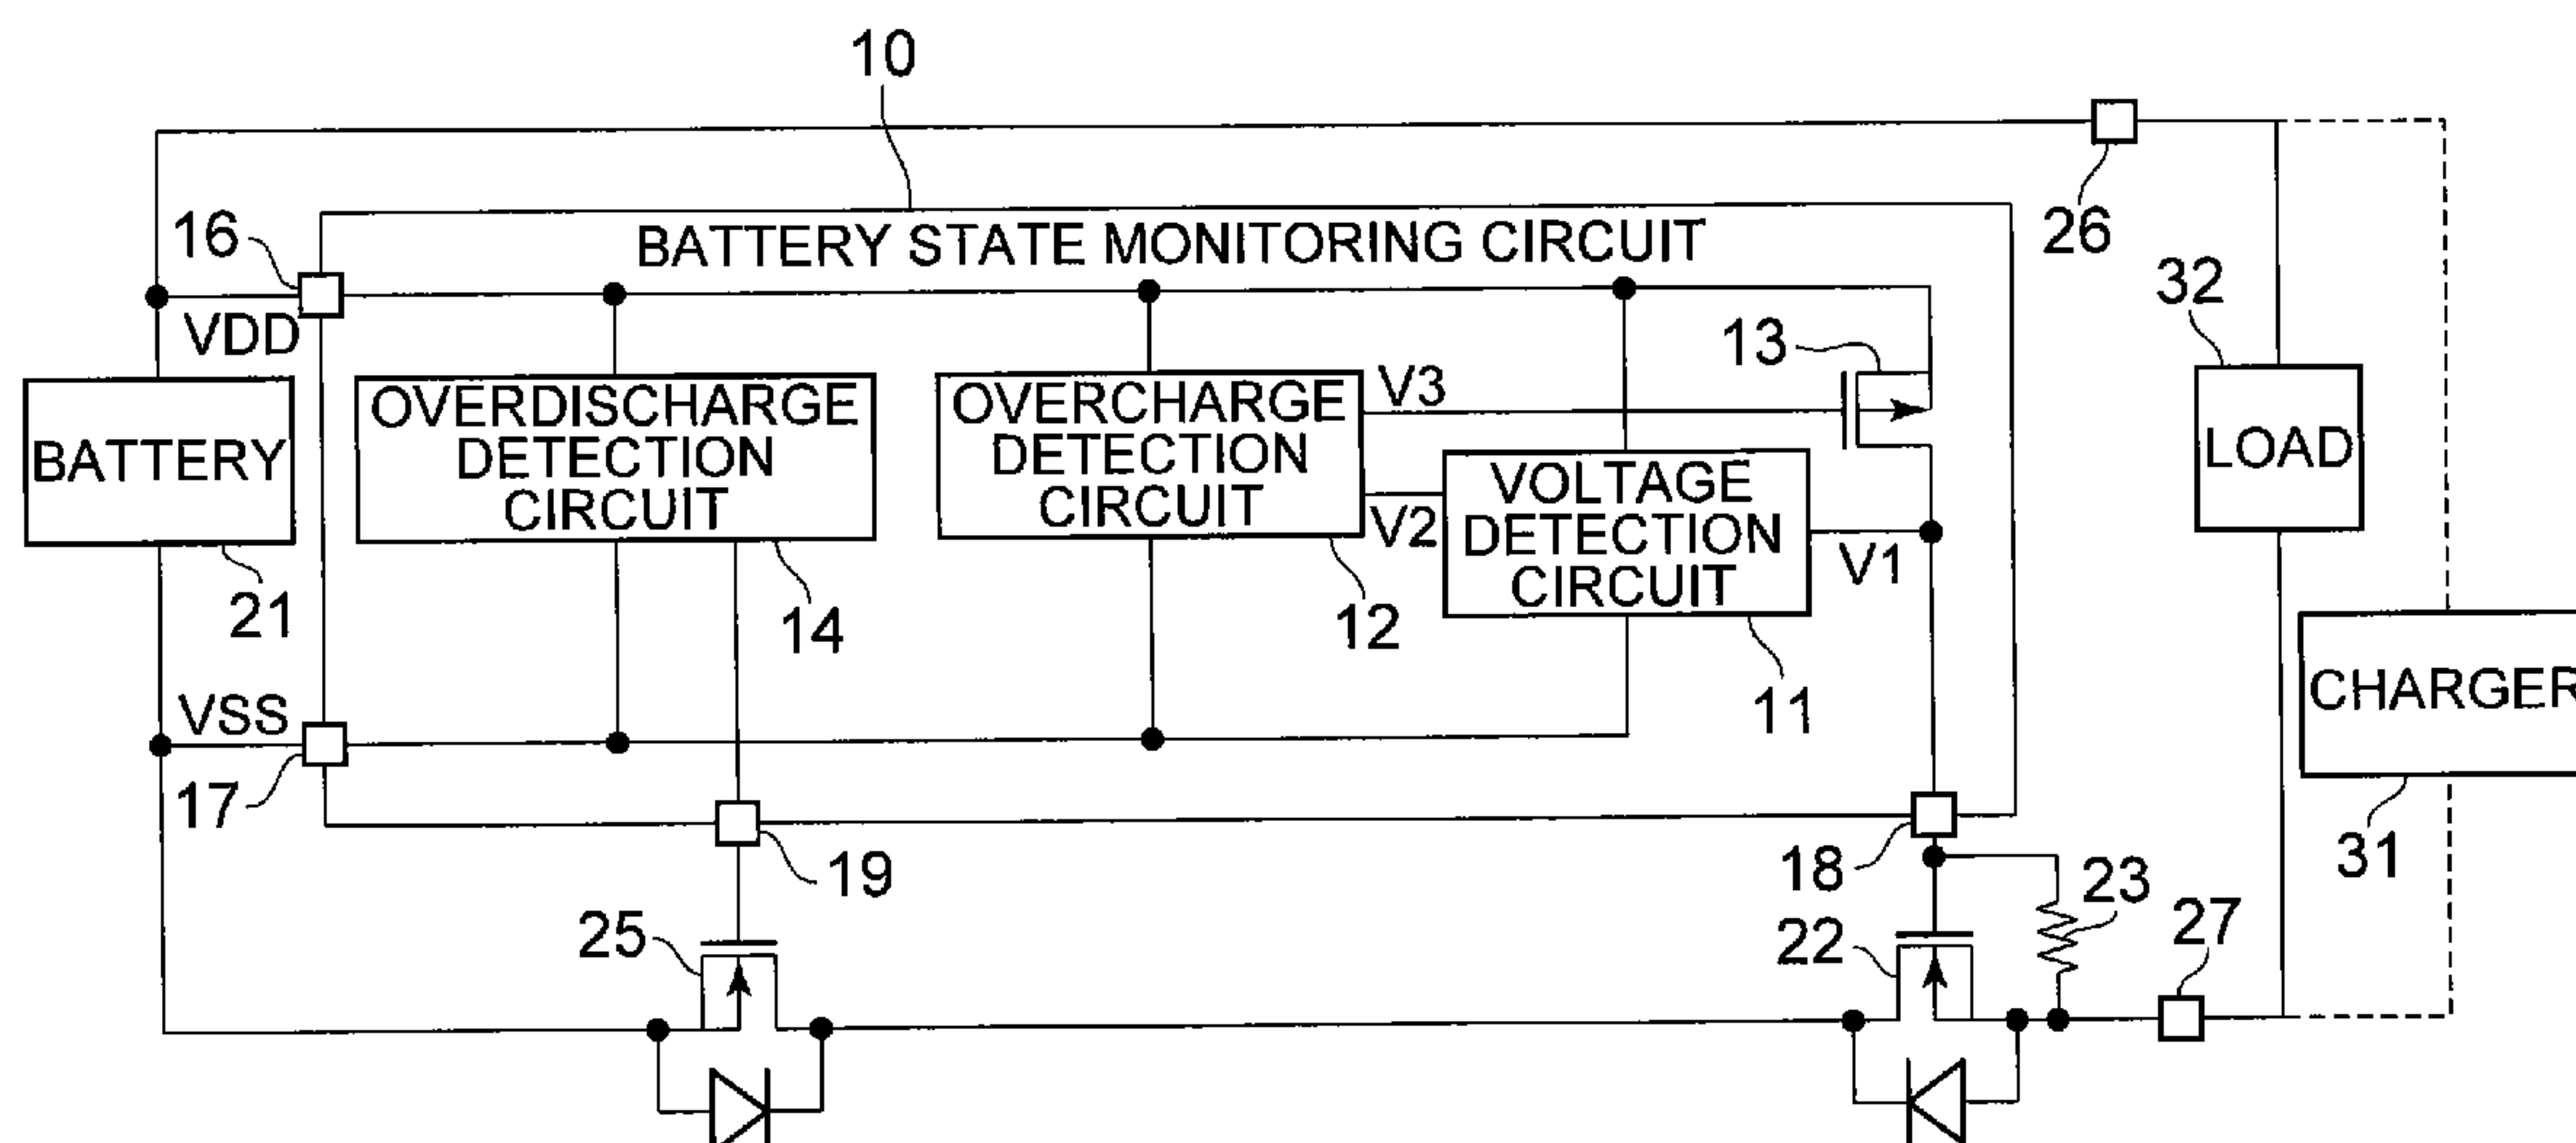 10
26
16
BATTERY STATE MONITORING CIRCUIT
VDD
32
13
BATTERY
OVERDISCHARGE
DETECTION
CIRCUIT
OVERCHARGE
DETECTION
CIRCUIT
V3
V2
VOLTAGE
DETECTION
CIRCUIT
V1
LOAD
21
14
12
11
CHARGER
VSS
17
19
18
31
23
25
22
27